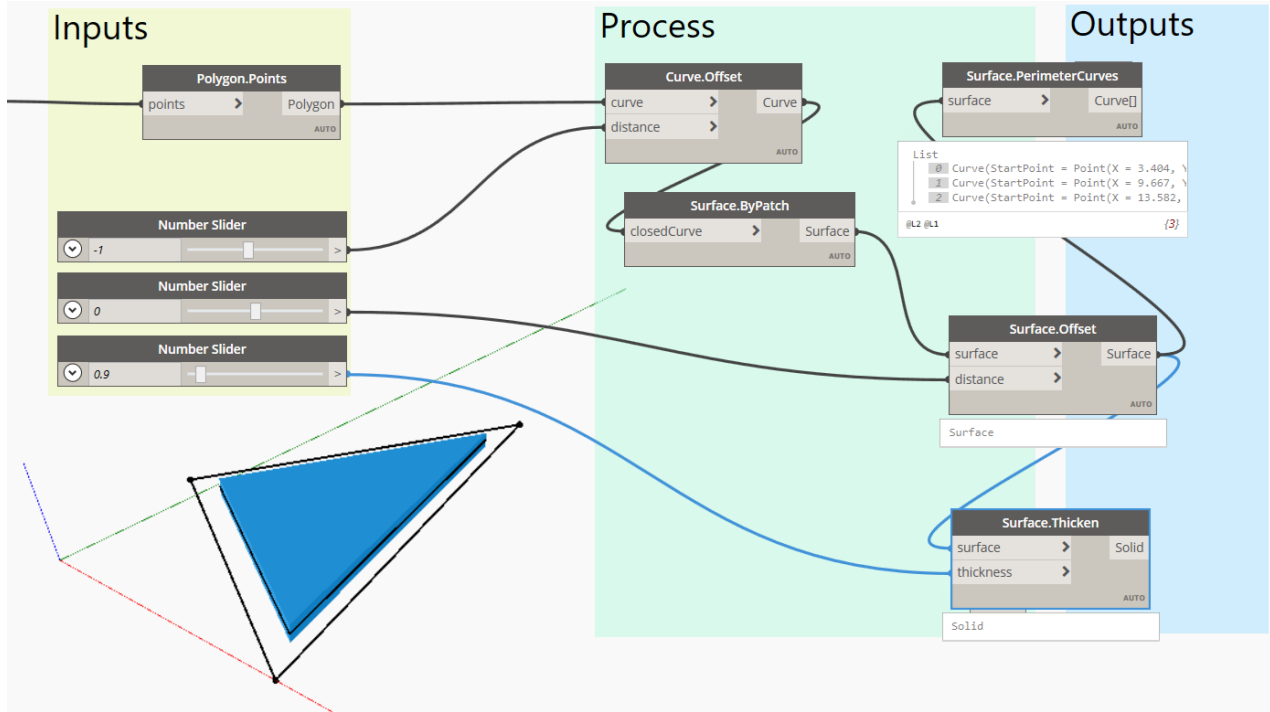 Inputs
Process
Outputs
Polygon.Points
points > Polygon
AUTO
Number Slider
-1 >
Number Slider
0 >
Number Slider
0.9 >
Curve.Offset
curve > Curve
distance >
AUTO
Surface.ByPatch
closedCurve > Surface
AUTO
Surface.PerimeterCurves
surface > Curve[]
AUTO
List
0 Curve(StartPoint = Point(X = 3.404, Y
1 Curve(StartPoint = Point(X = 9.667, Y
2 Curve(StartPoint = Point(X = 13.582,
@L2 @L1 {3}
Surface.Offset
surface > Surface
distance >
AUTO
Surface
Surface.Thicken
surface > Solid
thickness >
AUTO
Solid